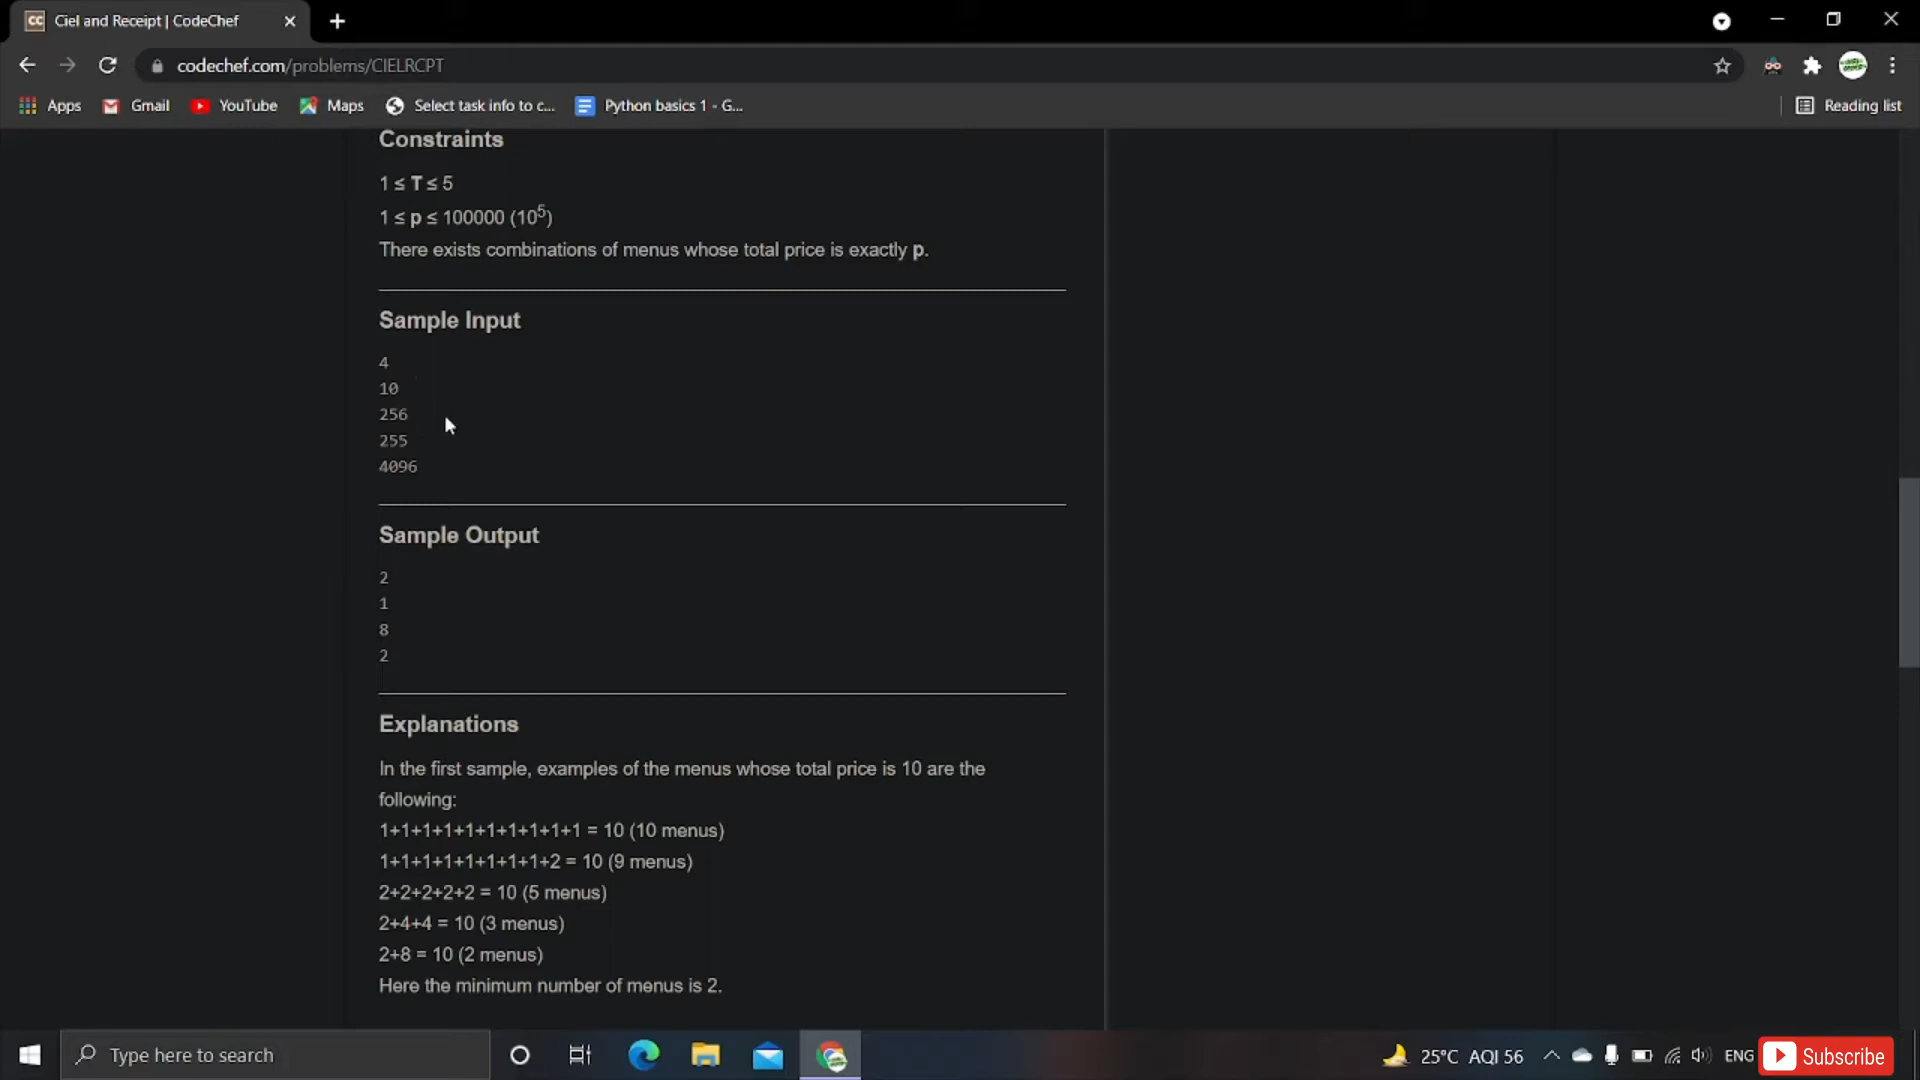 CC Ciel and Receipt | CodeChef
codechef.com/problems/CIELRCPT
Apps Gmail YouTube Maps Select task info to c... Python basics 1 - G... Reading list
Constraints
1 ≤ T ≤ 5
1 ≤ p ≤ 100000 (10⁵)
There exists combinations of menus whose total price is exactly p.
Sample Input
4
10
256
255
4096
Sample Output
2
1
8
2
Explanations
In the first sample, examples of the menus whose total price is 10 are the
following:
1+1+1+1+1+1+1+1+1+1 = 10 (10 menus)
1+1+1+1+1+1+1+1+2 = 10 (9 menus)
2+2+2+2+2 = 10 (5 menus)
2+4+4 = 10 (3 menus)
2+8 = 10 (2 menus)
Here the minimum number of menus is 2.
Type here to search 25°C AQI 56 ENG Subscribe